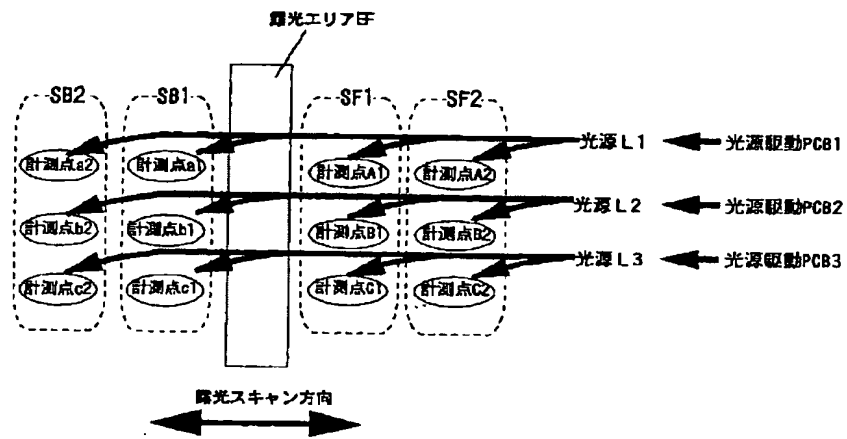 露光エリアEF
SB2 SB1 SF1 SF2
光源L1 光源駆動PCB1
計測点a2 計測点a1 計測点A1 計測点A2
光源L2 光源駆動PCB2
計測点b2 計測点b1 計測点B1 計測点B2
光源L3 光源駆動PCB3
計測点c2 計測点c1 計測点C1 計測点C2
露光スキャン方向